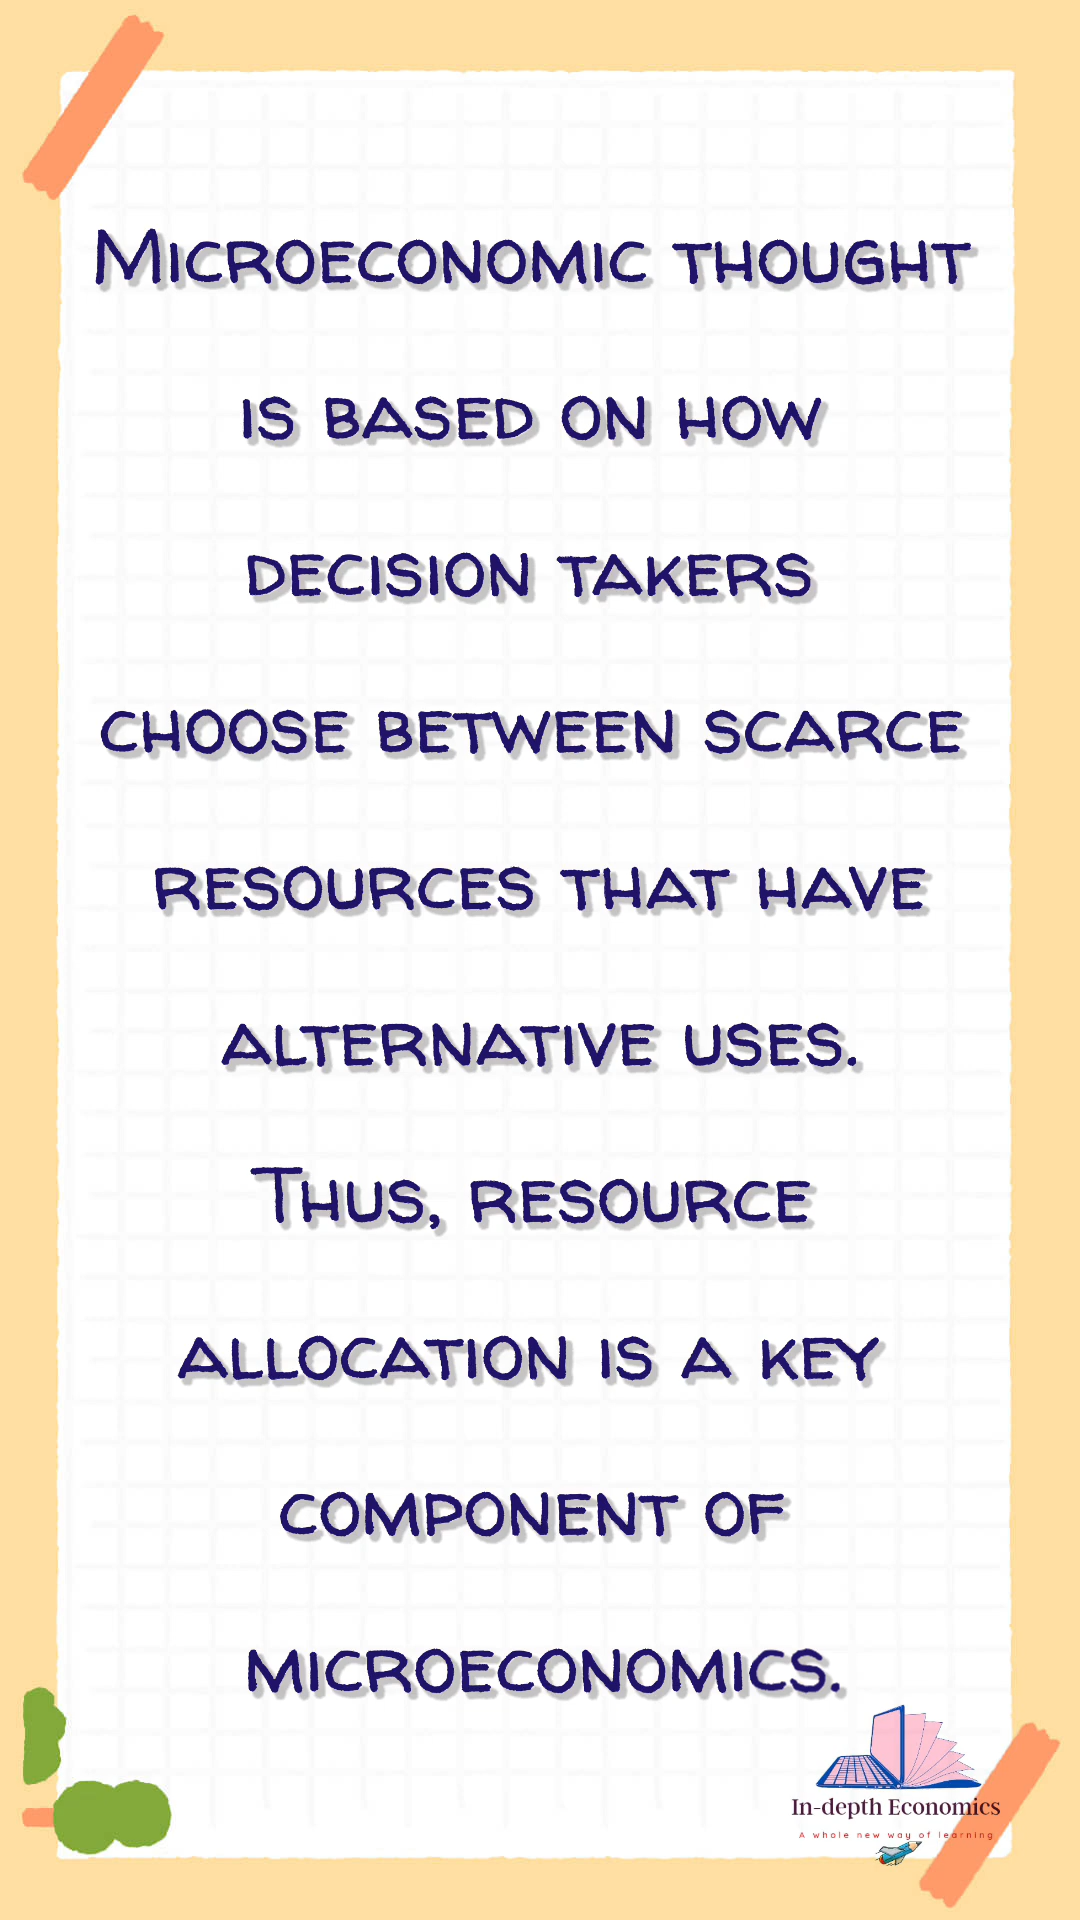 Microeconomic thought
is based on how
decision takers
choose between scarce
resources that have
alternative uses.
Thus, resource
allocation is a key
component of
microeconomics.
In-depth Economics
A whole new way of learning